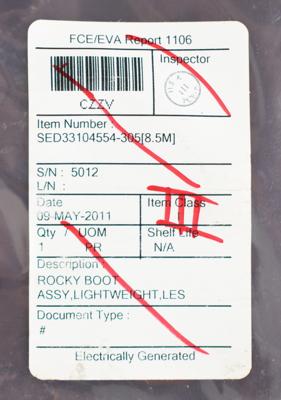 FCE/EVA Report 1106
Inspector
CZZV
Item Number :
SED33104554-305[8.5M]
S/N : 5012
L/N :
Date
Item Class
09-MAY-2011
III
Qty / UOM
Shelf Life
1 PR
N/A
Description :
ROCKY BOOT
ASSY,LIGHTWEIGHT,LES
Document Type :
#
Electrically Generated